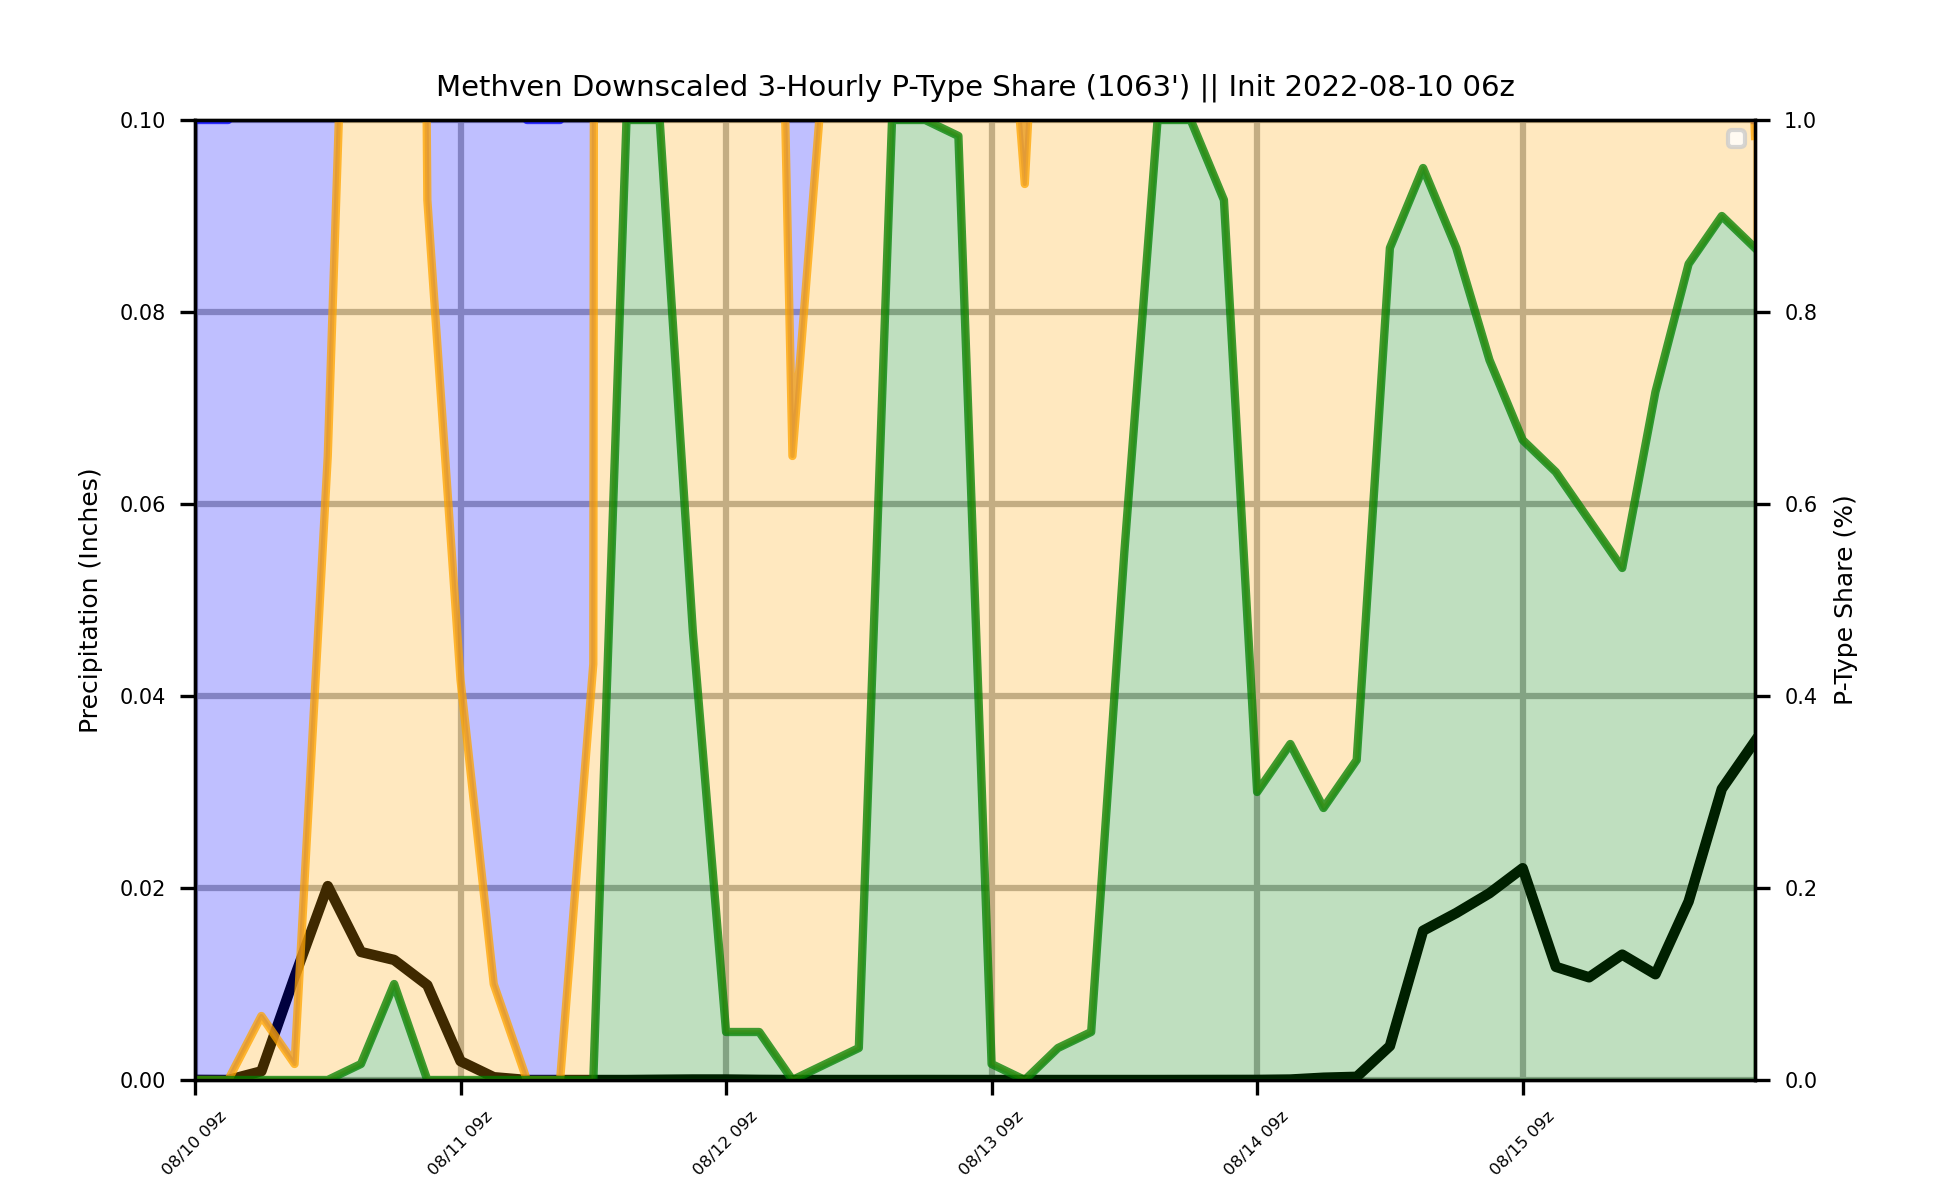 Methven Downscaled 3-Hourly P-Type Share (1063') || Init 2022-08-10 06z
0.10
0.08
0.06
0.04
0.02
0.00
Precipitation (Inches)
1.0
0.8
0.6
0.4
0.2
0.0
P-Type Share (%)
08/10 09z
08/11 09z
08/12 09z
08/13 09z
08/14 09z
08/15 09z